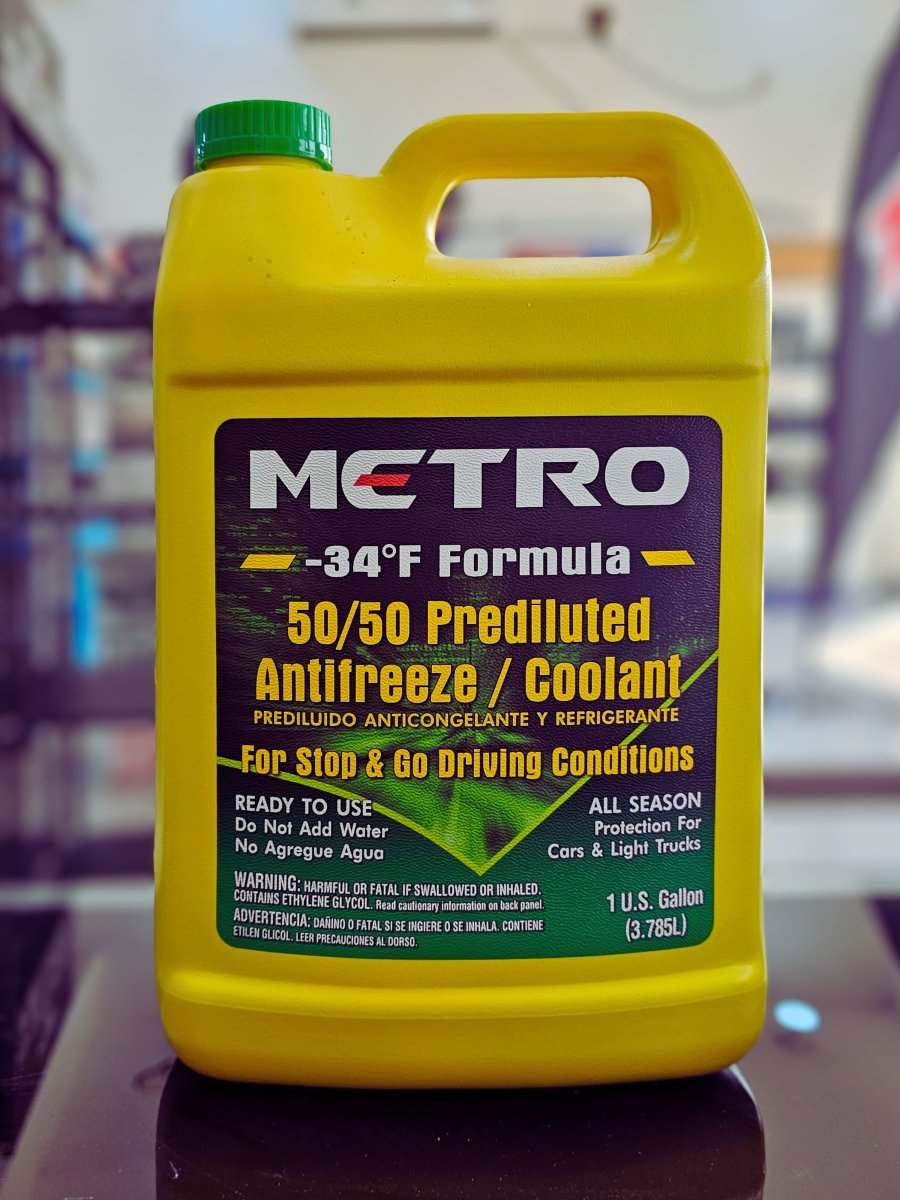 METRO
-34°F Formula
50/50 Prediluted
Antifreeze / Coolant
PREDILUIDO ANTICONGELANTE Y REFRIGERANTE
For Stop & Go Driving Conditions
READY TO USE
Do Not Add Water
No Agregue Agua
ALL SEASON
Protection For
Cars & Light Trucks
WARNING: HARMFUL OR FATAL IF SWALLOWED OR INHALED.
CONTAINS ETHYLENE GLYCOL. Read cautionary information on back panel.
ADVERTENCIA: DAÑINO O FATAL SI SE INGIERE O SE INHALA. CONTIENE
ETILEN GLICOL. LEER PRECAUCIONES AL DORSO.
1 U.S. Gallon
(3.785L)